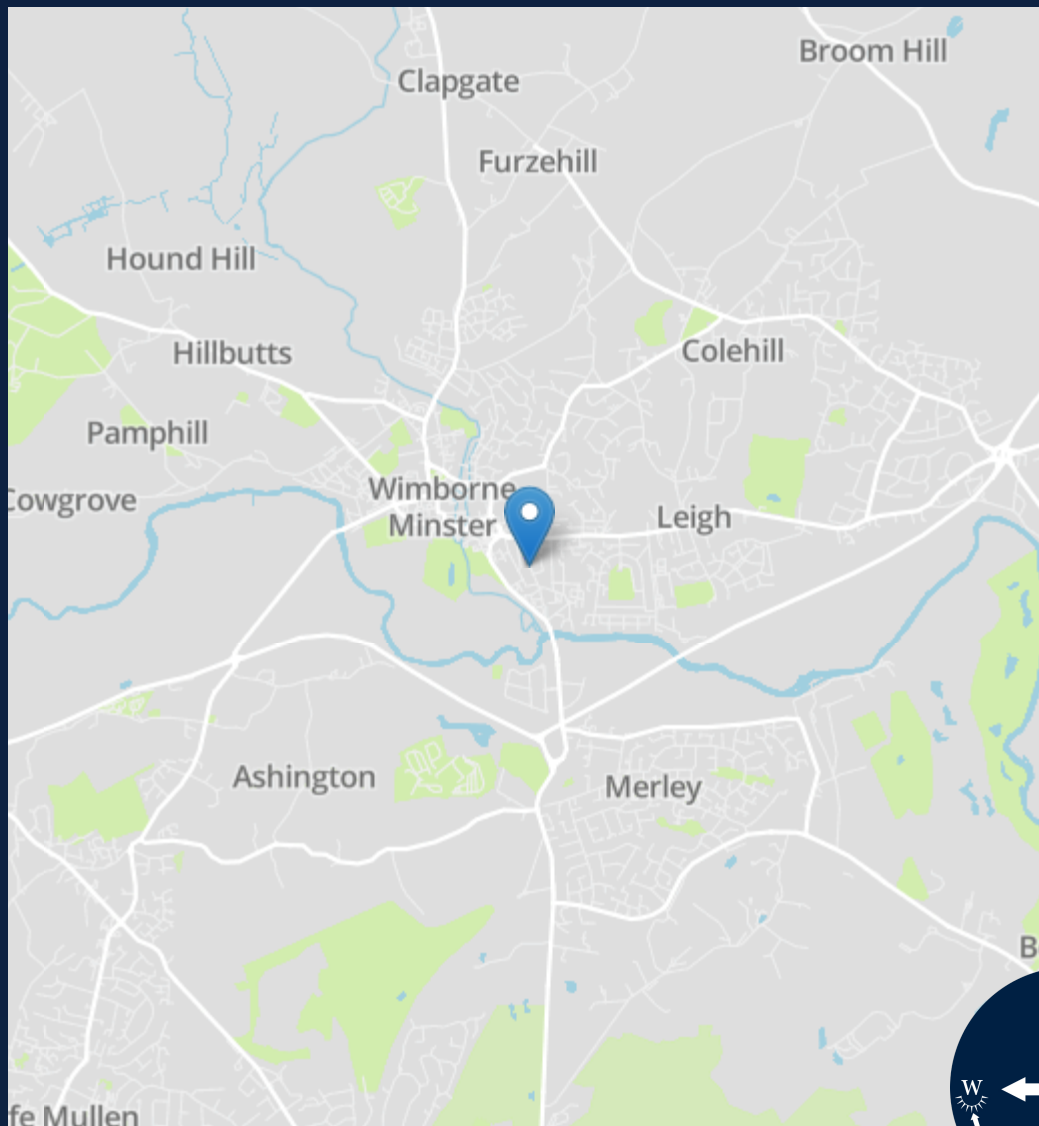 Broom Hill
Clapgate
Furzehill
Hound Hill
Hillbutts
Colehill
Pamphill
Cowgrove
Wimborne
Minster
Leigh
Ashington
Merley
B
W
fe Mullen